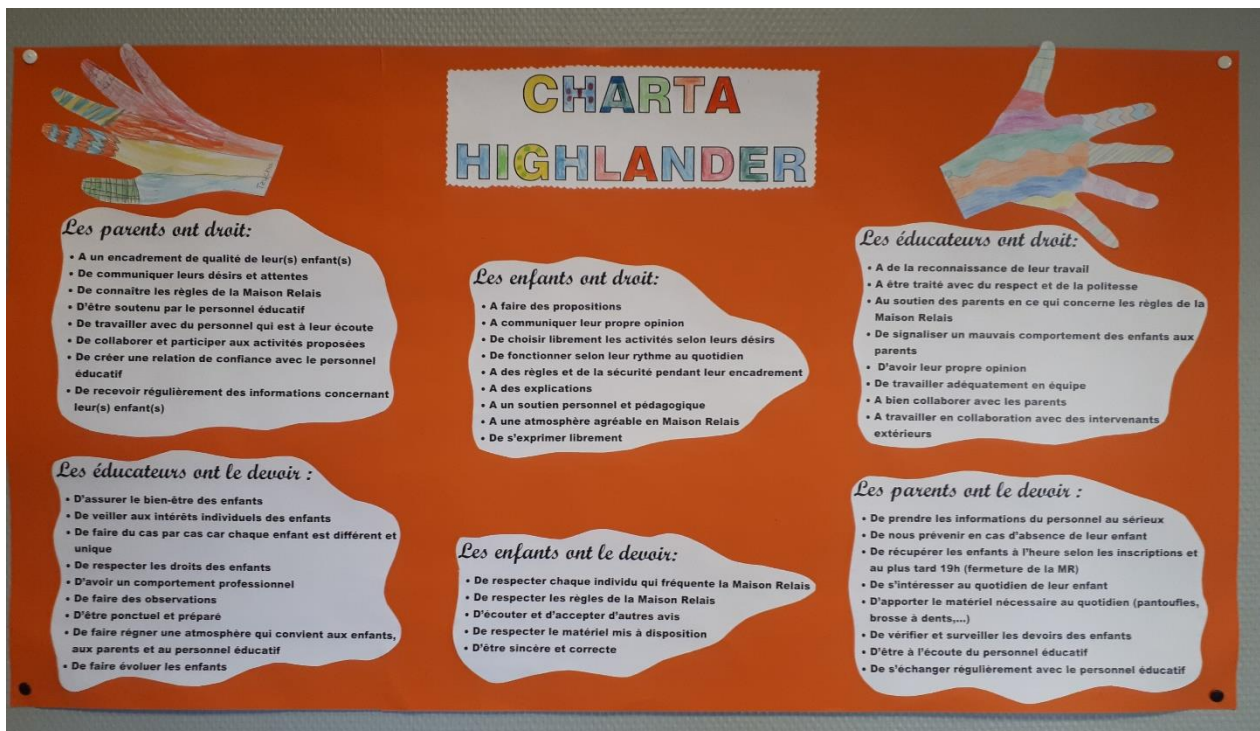 CHARTA
HIGHLANDER
Les parents ont droit:
• A un encadrement de qualité de leur(s) enfant(s)
• De communiquer leurs désirs et attentes
• De connaître les règles de la Maison Relais
• D'être soutenu par le personnel éducatif
• De travailler avec du personnel qui est à leur écoute
• De collaborer et participer aux activités proposées
• De créer une relation de confiance avec le personnel
éducatif
• De recevoir régulièrement des informations concernant
leur(s) enfant(s)
Les éducateurs ont le devoir :
• D'assurer le bien-être des enfants
• De veiller aux intérêts individuels des enfants
• De faire du cas par cas car chaque enfant est différent et
unique
• De respecter les droits des enfants
• D'avoir un comportement professionnel
• De faire des observations
• D'être ponctuel et préparé
• De faire régner une atmosphère qui convient aux enfants,
aux parents et au personnel éducatif
• De faire évoluer les enfants
Les enfants ont droit:
• A faire des propositions
• A communiquer leur propre opinion
• De choisir librement les activités selon leurs désirs
• De fonctionner selon leur rythme au quotidien
• A des règles et de la sécurité pendant leur encadrement
• A des explications
• A un soutien personnel et pédagogique
• A une atmosphère agréable en Maison Relais
• De s'exprimer librement
Les enfants ont le devoir:
• De respecter chaque individu qui fréquente la Maison Relais
• De respecter les règles de la Maison Relais
• D'écouter et d'accepter d'autres avis
• De respecter le matériel mis à disposition
• D'être sincère et correcte
Les éducateurs ont droit:
• A de la reconnaissance de leur travail
• A être traité avec du respect et de la politesse
• Au soutien des parents en ce qui concerne les règles de la
Maison Relais
• De signaliser un mauvais comportement des enfants aux
parents
• D'avoir leur propre opinion
• De travailler adéquatement en équipe
• A bien collaborer avec les parents
• A travailler en collaboration avec des intervenants
extérieurs
Les parents ont le devoir :
• De prendre les informations du personnel au sérieux
• De nous prévenir en cas d'absence de leur enfant
• De récupérer les enfants à l'heure selon les inscriptions et
au plus tard 19h (fermeture de la MR)
• De s'intéresser au quotidien de leur enfant
• D'apporter le matériel nécessaire au quotidien (pantoufles,
brosse à dents,...)
• De vérifier et surveiller les devoirs des enfants
• D'être à l'écoute du personnel éducatif
• De s'échanger régulièrement avec le personnel éducatif